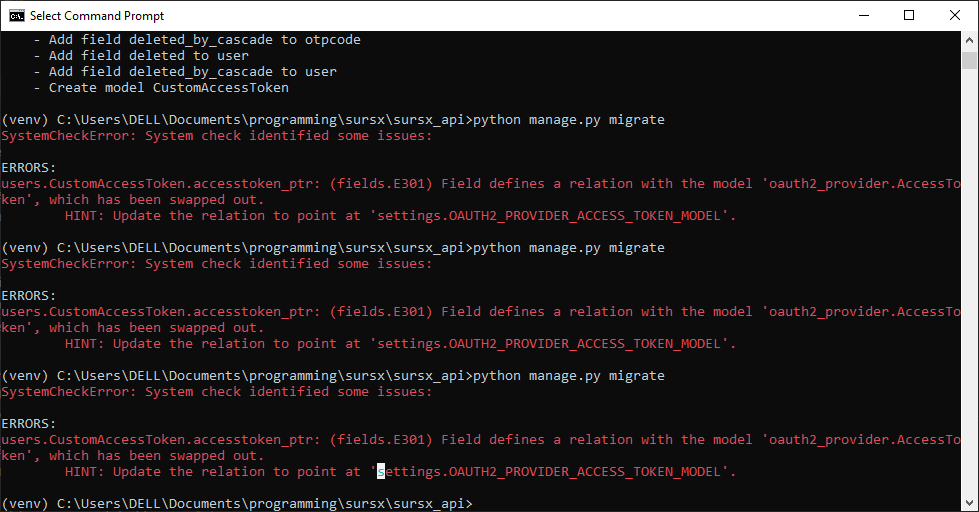 Select Command Prompt
- Add field deleted_by_cascade to otpcode
- Add field deleted to user
- Add field deleted_by_cascade to user
- Create model CustomAccessToken
(venv) C:\Users\DELL\Documents\programming\sursx\sursx_api>python manage.py migrate
SystemCheckError: System check identified some issues:
ERRORS:
users.CustomAccessToken.accesstoken_ptr: (fields.E301) Field defines a relation with the model 'oauth2_provider.AccessTo
ken', which has been swapped out.
HINT: Update the relation to point at 'settings.OAUTH2_PROVIDER_ACCESS_TOKEN_MODEL'.
(venv) C:\Users\DELL\Documents\programming\sursx\sursx_api>python manage.py migrate
SystemCheckError: System check identified some issues:
ERRORS:
users.CustomAccessToken.accesstoken_ptr: (fields.E301) Field defines a relation with the model 'oauth2_provider.AccessTo
ken', which has been swapped out.
HINT: Update the relation to point at 'settings.OAUTH2_PROVIDER_ACCESS_TOKEN_MODEL'.
(venv) C:\Users\DELL\Documents\programming\sursx\sursx_api>python manage.py migrate
SystemCheckError: System check identified some issues:
ERRORS:
users.CustomAccessToken.accesstoken_ptr: (fields.E301) Field defines a relation with the model 'oauth2_provider.AccessTo
ken', which has been swapped out.
HINT: Update the relation to point at 'settings.OAUTH2_PROVIDER_ACCESS_TOKEN_MODEL'.
(venv) C:\Users\DELL\Documents\programming\sursx\sursx_api>